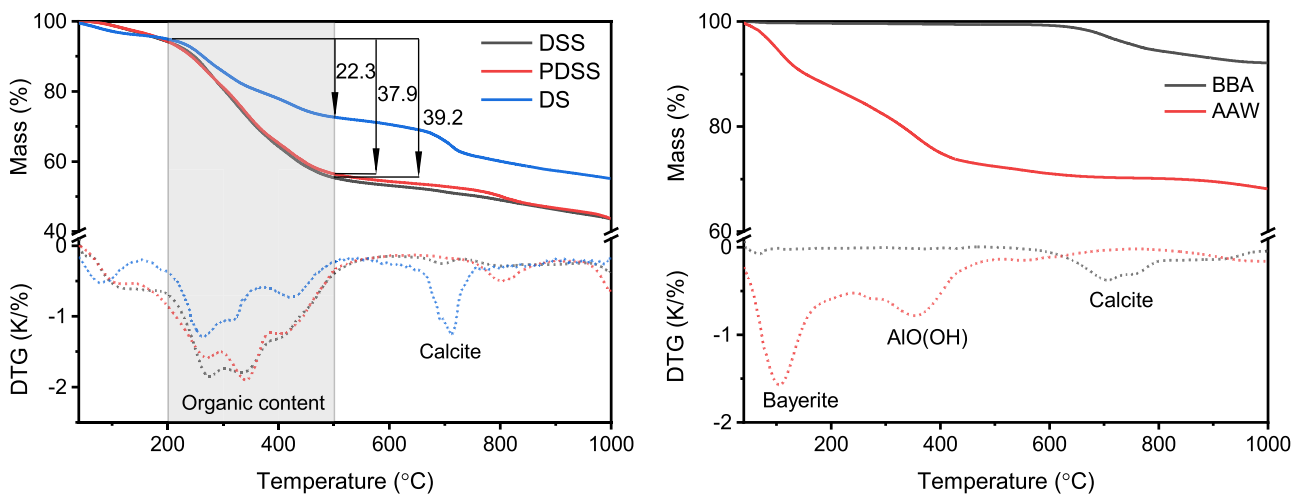 100
80
60
40
0
-1
-2
Mass (%)
DTG (K/%)
DSS
PDSS
DS
22.3
37.9
39.2
Calcite
Organic content
200
400
600
800
1000
Temperature (°C)
100
80
60
0
-1
-2
Mass (%)
DTG (K/%)
BBA
AAW
Calcite
AlO(OH)
Bayerite
200
400
600
800
1000
Temperature (°C)